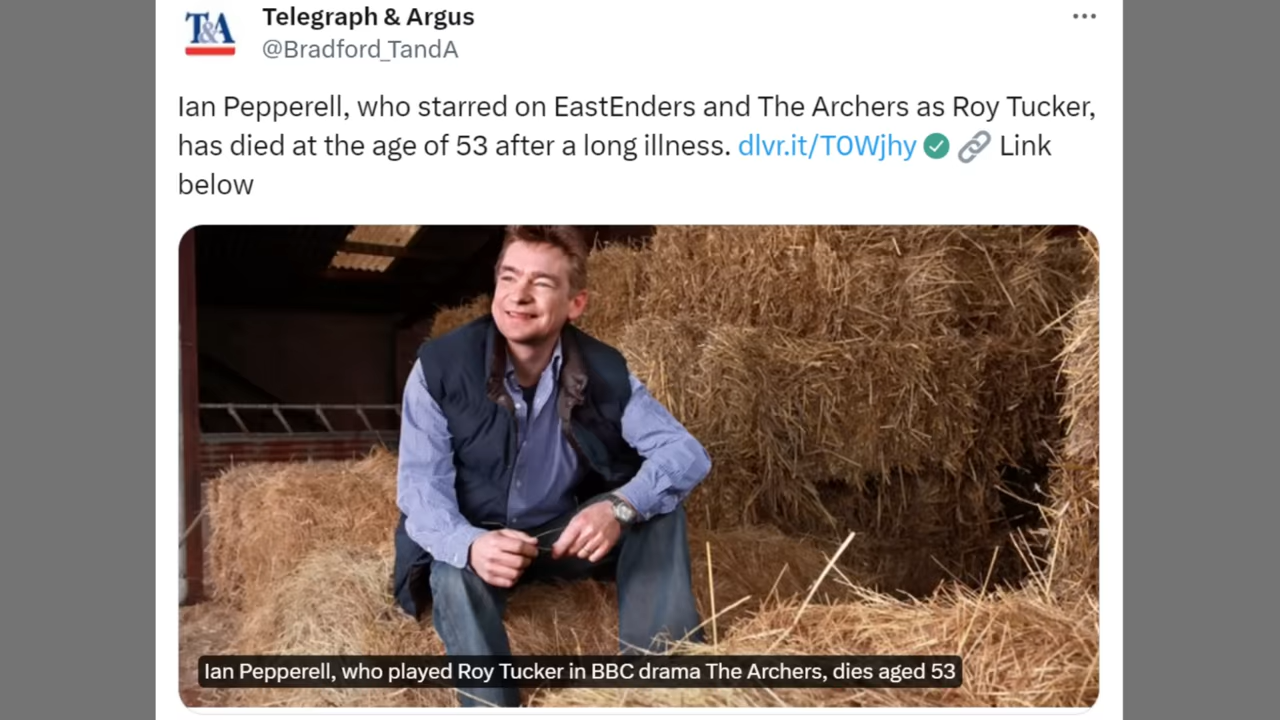 T&A
Telegraph & Argus
@Bradford_TandA
Ian Pepperell, who starred on EastEnders and The Archers as Roy Tucker,
has died at the age of 53 after a long illness. dlvr.it/T0Wjhy ✅ 🔗 Link
below
Ian Pepperell, who played Roy Tucker in BBC drama The Archers, dies aged 53